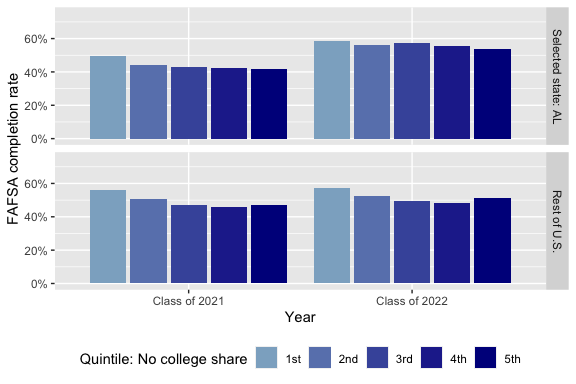 FAFSA completion rate
60%
40%
20%
0%
Selected state: AL
60%
40%
20%
0%
Rest of U.S.
Class of 2021 Class of 2022
Year
Quintile: No college share 1st 2nd 3rd 4th 5th